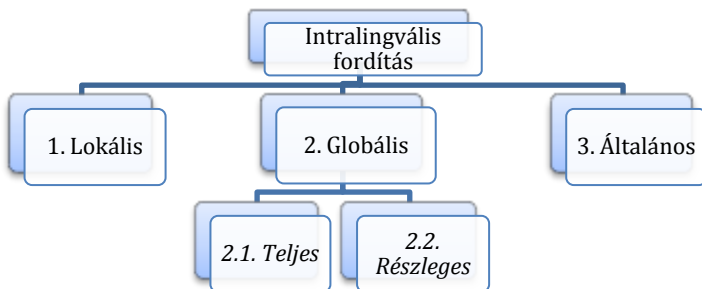 Intralingvális
fordítás
1. Lokális
2. Globális
3. Általános
2.1. Teljes
2.2.
Részleges